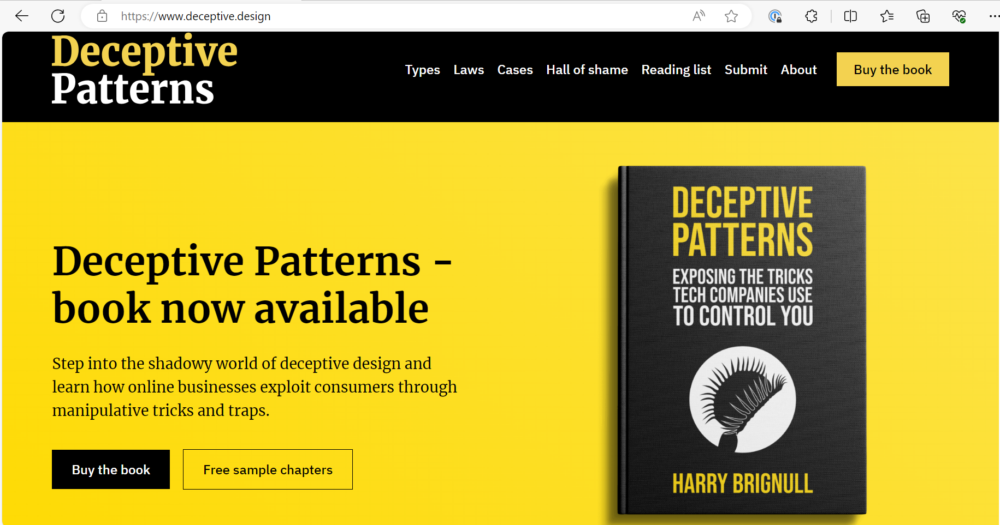 https://www.deceptive.design
Deceptive
Patterns
Types Laws Cases Hall of shame Reading list Submit About Buy the book
Deceptive Patterns -
book now available
Step into the shadowy world of deceptive design and
learn how online businesses exploit consumers through
manipulative tricks and traps.
Buy the book Free sample chapters
DECEPTIVE
PATTERNS
EXPOSING THE TRICKS
TECH COMPANIES USE
TO CONTROL YOU
HARRY BRIGNULL